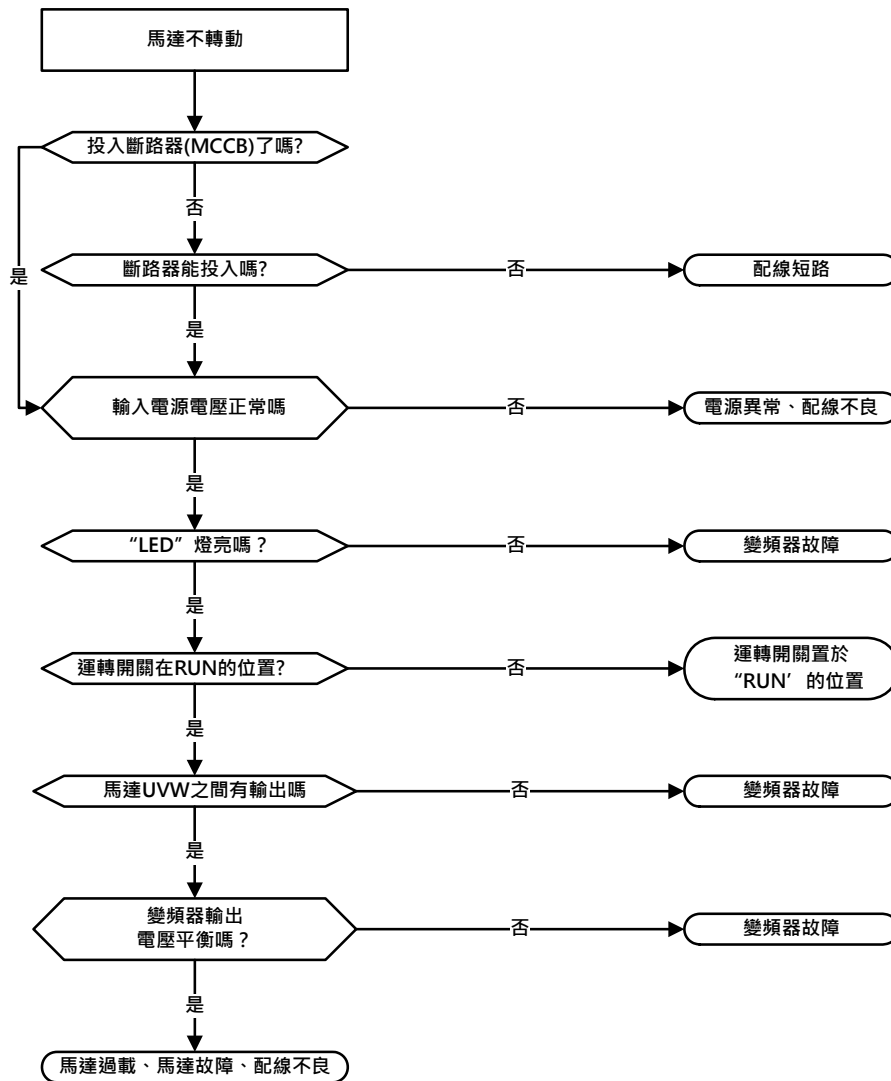 馬達不轉動
投入斷路器(MCCB)了嗎?
否
是
斷路器能投入嗎?
否
配線短路
是
輸入電源電壓正常嗎
否
電源異常、配線不良
是
“LED”燈亮嗎？
否
變頻器故障
是
運轉開關在RUN的位置?
否
運轉開關置於
“RUN’的位置
是
馬達UVW之間有輸出嗎
否
變頻器故障
是
變頻器輸出
電壓平衡嗎？
否
變頻器故障
是
馬達過載、馬達故障、配線不良